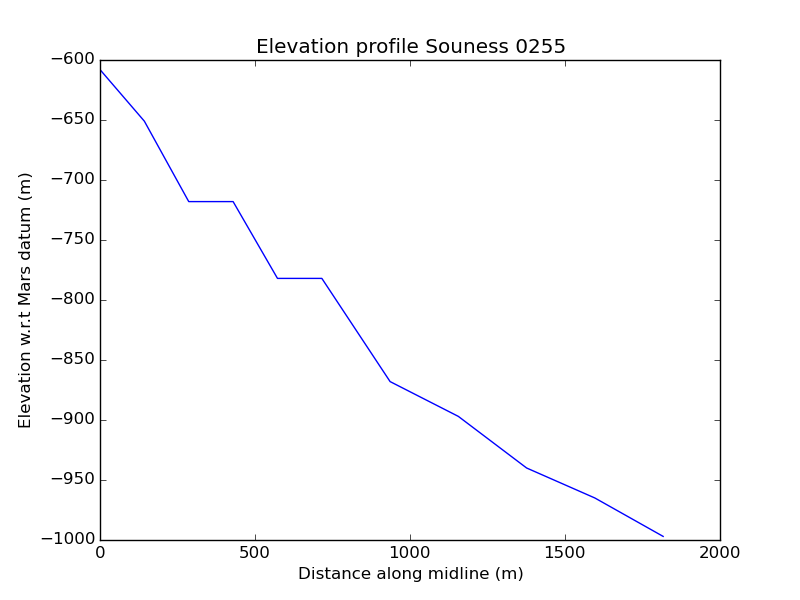 Elevation profile Souness 0255
−600
−650
−700
−750
−800
−850
−900
−950
−1000
Elevation w.r.t Mars datum (m)
0 500 1000 1500 2000
Distance along midline (m)